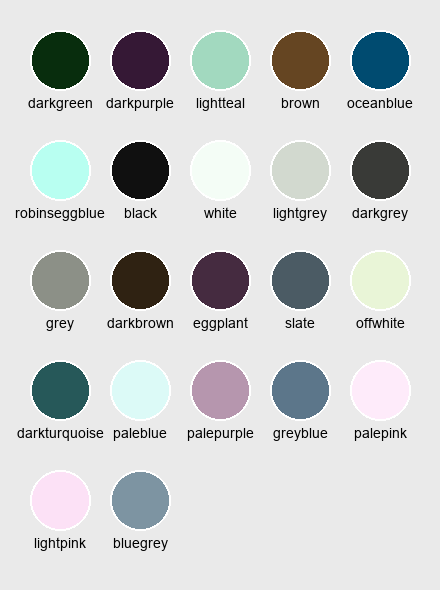 darkgreen darkpurple lightteal brown oceanblue
robinseggblue black white lightgrey darkgrey
grey darkbrown eggplant slate offwhite
darkturquoise paleblue palepurple greyblue palepink
lightpink bluegrey